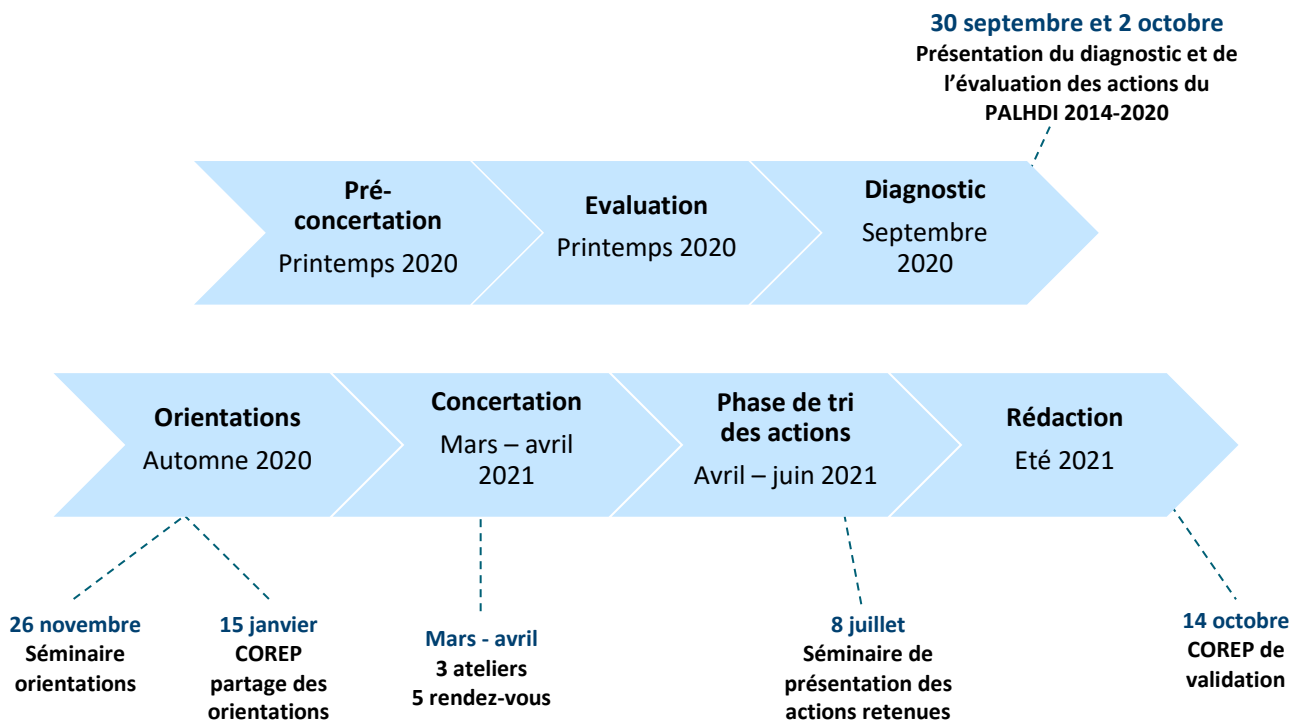 30 septembre et 2 octobre
Présentation du diagnostic et de
l'évaluation des actions du
PALHDI 2014-2020
Pré-
concertation
Printemps 2020
Evaluation
Printemps 2020
Diagnostic
Septembre
2020
Orientations
Automne 2020
Concertation
Mars – avril
2021
Phase de tri
des actions
Avril – juin 2021
Rédaction
Eté 2021
26 novembre
Séminaire
orientations
15 janvier
COREP
partage des
orientations
Mars - avril
3 ateliers
5 rendez-vous
8 juillet
Séminaire de
présentation des
actions retenues
14 octobre
COREP de
validation